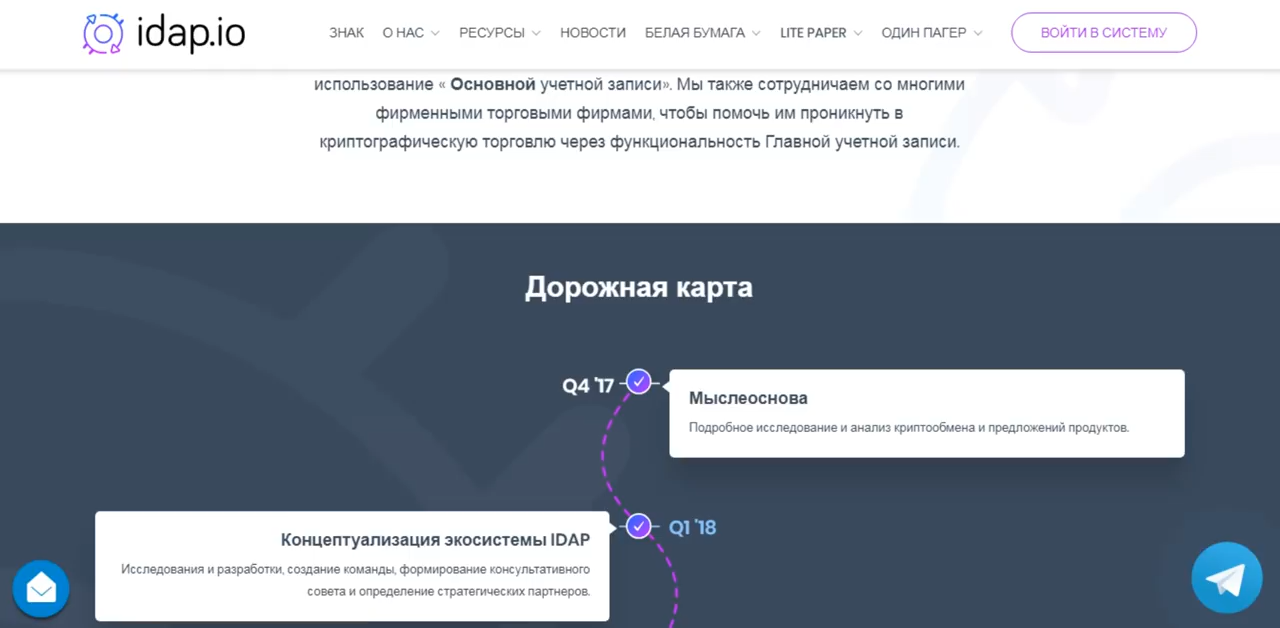 idap.io
ЗНАК О НАС РЕСУРСЫ НОВОСТИ БЕЛАЯ БУМАГА LITE PAPER ОДИН ПАГЕР ВОЙТИ В СИСТЕМУ
использование « Основной учетной записи». Мы также сотрудничаем со многими
фирменными торговыми фирмами, чтобы помочь им проникнуть в
криптографическую торговлю через функциональность Главной учетной записи.
Дорожная карта
Q4 '17
Мыслеоснова
Подробное исследование и анализ криптообмена и предложений продуктов.
Q1 '18
Концептуализация экосистемы IDAP
Исследования и разработки, создание команды, формирование консультативного
совета и определение стратегических партнеров.